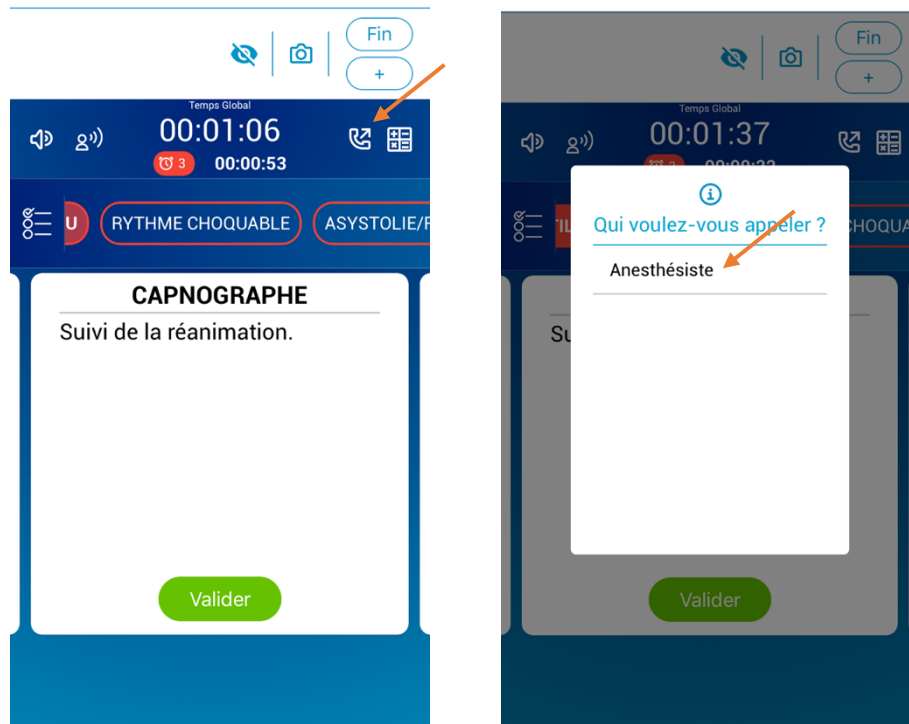 Fin
+
Temps Global
00:01:06
3 00:00:53
U
RYTHME CHOQUABLE
ASYSTOLIE/
CAPNOGRAPHE
Suivi de la réanimation.
Valider
Fin
+
Temps Global
00:01:37
Qui voulez-vous appeler ?
HOQUA
Anesthésiste
Su
Valider